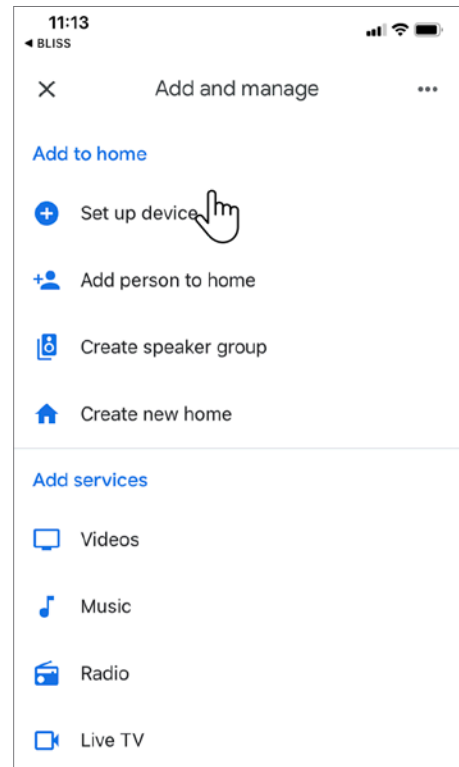 11:13
◀ BLISS
Add and manage
Add to home
Set up device
Add person to home
Create speaker group
Create new home
Add services
Videos
Music
Radio
Live TV